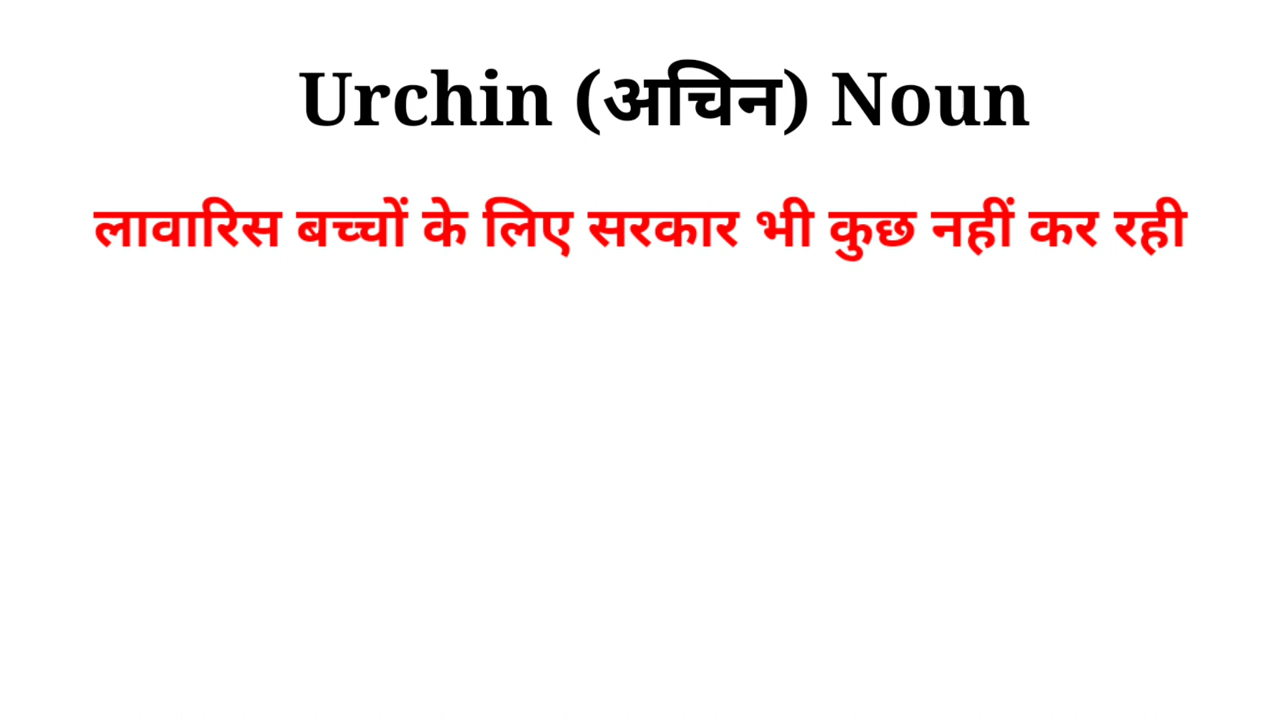 Urchin (अचिन) Noun
लावारिस बच्चों के लिए सरकार भी कुछ नहीं कर रही